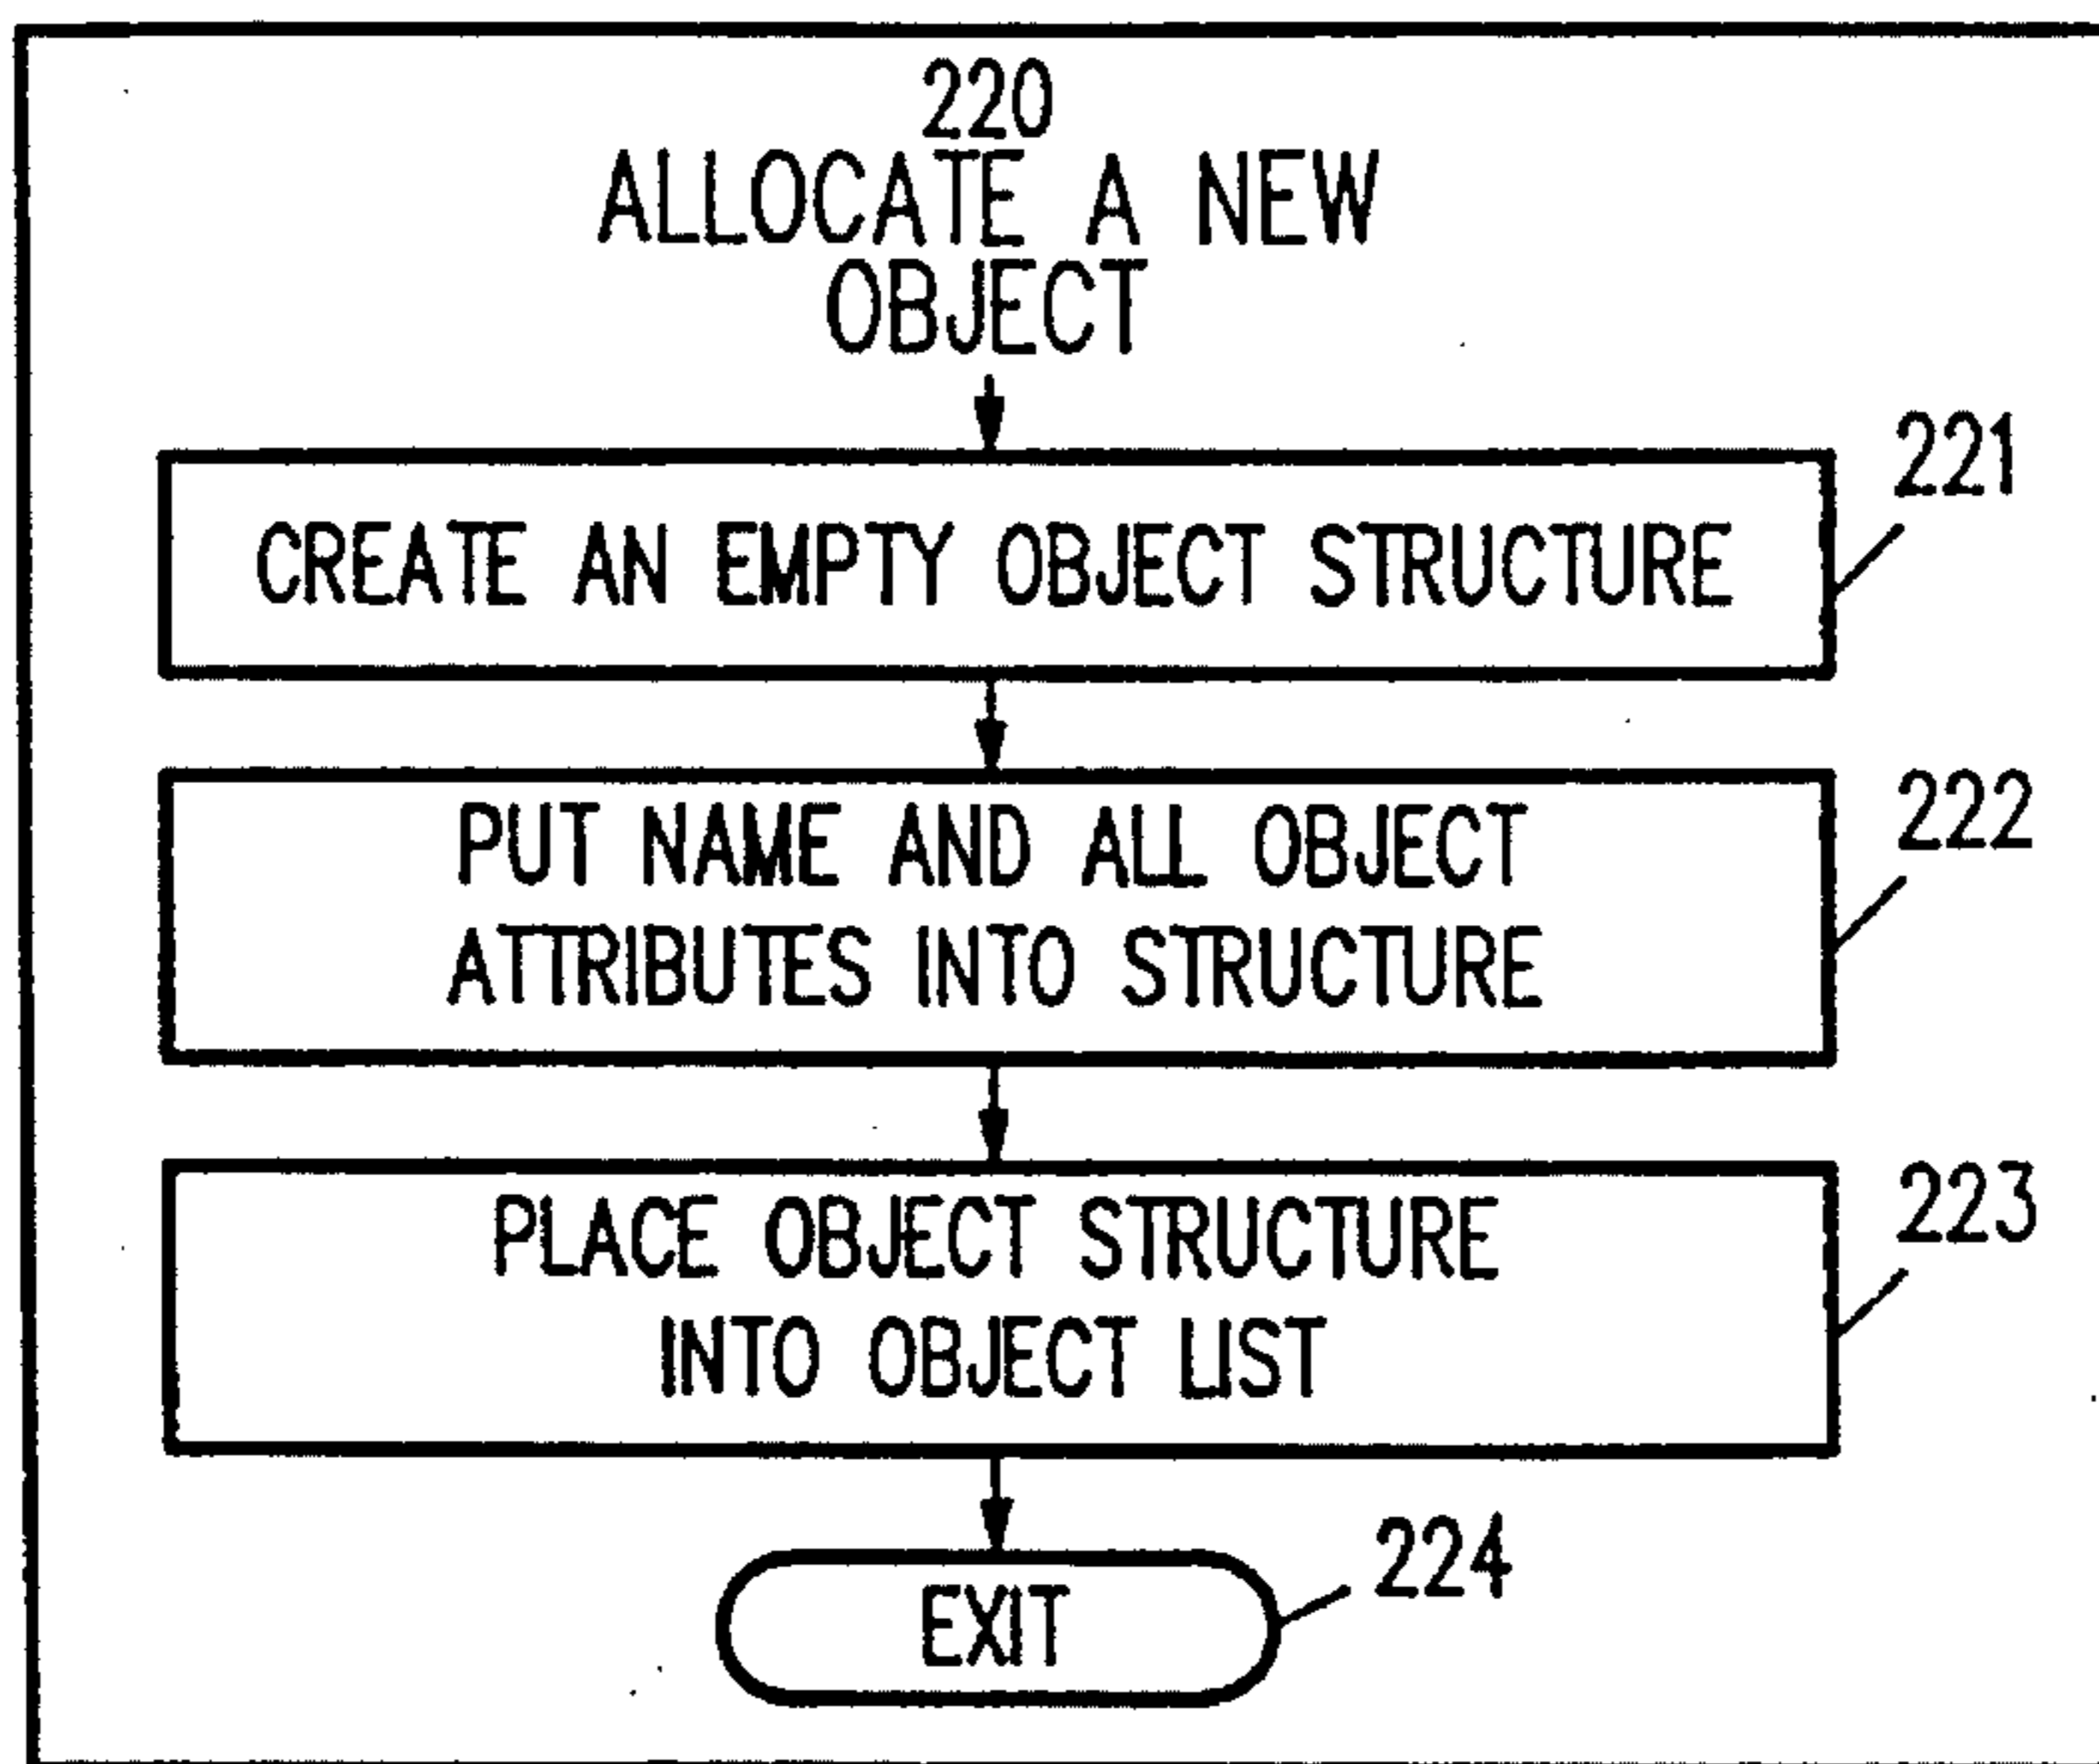 220
ALLOCATE A NEW
OBJECT
221
CREATE AN EMPTY OBJECT STRUCTURE
222
PUT NAME AND ALL OBJECT
ATTRIBUTES INTO STRUCTURE
223
PLACE OBJECT STRUCTURE
INTO OBJECT LIST
224
EXIT